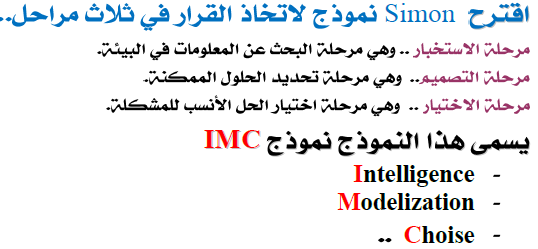 اقترح Simon نموذج لاتخاذ القرار في ثلاث مراحل..
مرحلة الاستخبار .. وهي مرحلة البحث عن المعلومات في البيئة.
مرحلة التصميم.. وهي مرحلة تحديد الحلول الممكنة.
مرحلة الاختيار .. وهي مرحلة اختيار الحل الأنسب للمشكلة.
يسمى هذا النموذج نموذج IMC
- Intelligence
- Modelization
- Choise ..